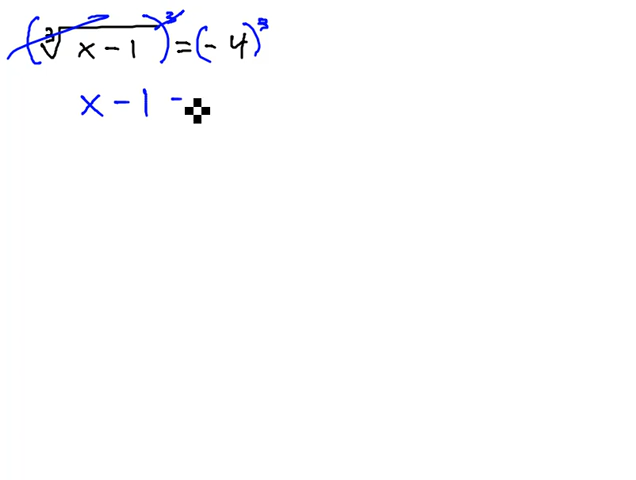 (∛(x − 1))³ = (− 4)³
x − 1 =